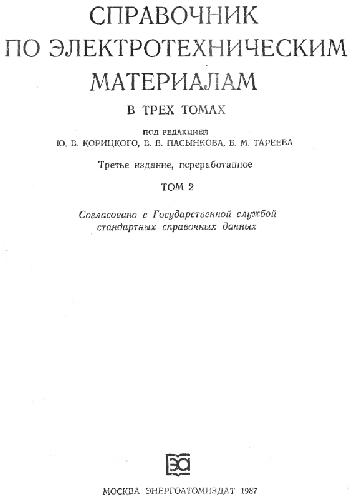 СПРАВОЧНИК
ПО ЭЛЕКТРОТЕХНИЧЕСКИМ
МАТЕРИАЛАМ
В ТРЕХ ТОМАХ
ПОД РЕДАКЦИЕЙ
Ю. В. КОРИЦКОГО, В. В. ПАСЫНКОВА, Б. М. ТАРЕЕВА
Третье издание, переработанное
ТОМ 2
Согласовано с Государственной службой
стандартных справочных данных
МОСКВА ЭНЕРГОАТОМИЗДАТ 1987